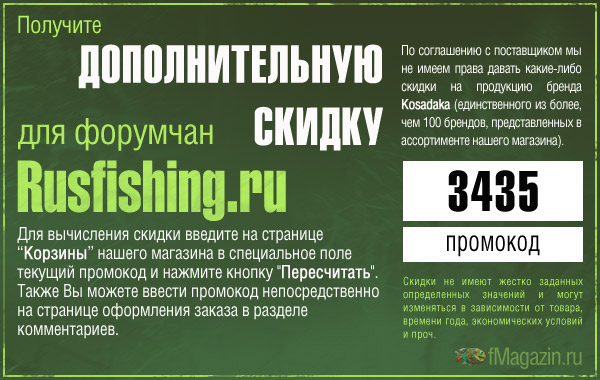 Получите
ДОПОЛНИТЕЛЬНУЮ
СКИДКУ
для форумчан
Rusfishing.ru
Для вычисления скидки введите на странице
“Корзины” нашего магазина в специальное поле
текущий промокод и нажмите кнопку "Пересчитать".
Также Вы можете ввести промокод непосредственно
на странице оформления заказа в разделе
комментариев.
По соглашению с поставщиком мы
не имеем права давать какие-либо
скидки на продукцию бренда
Kosadaka (единственного из более,
чем 100 брендов, представленных в
ассортименте нашего магазина).
3435
промокод
Скидки не имеют жестко заданных
определенных значений и могут
изменяться в зависимости от товара,
времени года, экономических условий
и проч.
fMagazin.ru